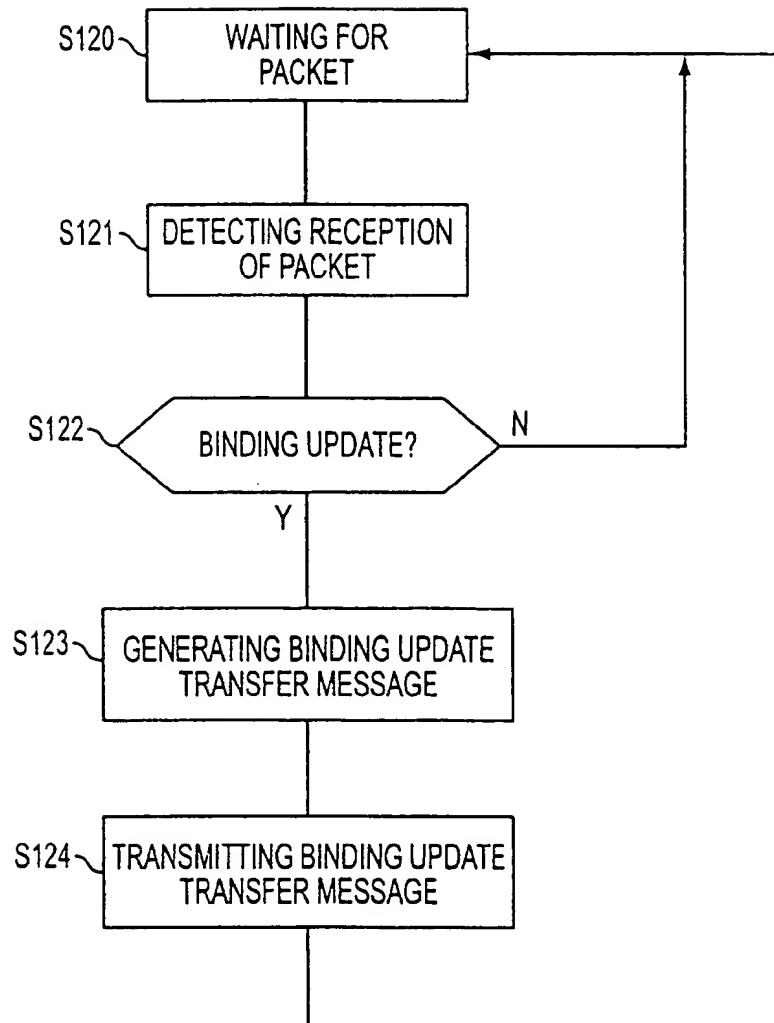 S120
WAITING FOR
PACKET
S121
DETECTING RECEPTION
OF PACKET
S122
BINDING UPDATE?
N
Y
S123
GENERATING BINDING UPDATE
TRANSFER MESSAGE
S124
TRANSMITTING BINDING UPDATE
TRANSFER MESSAGE